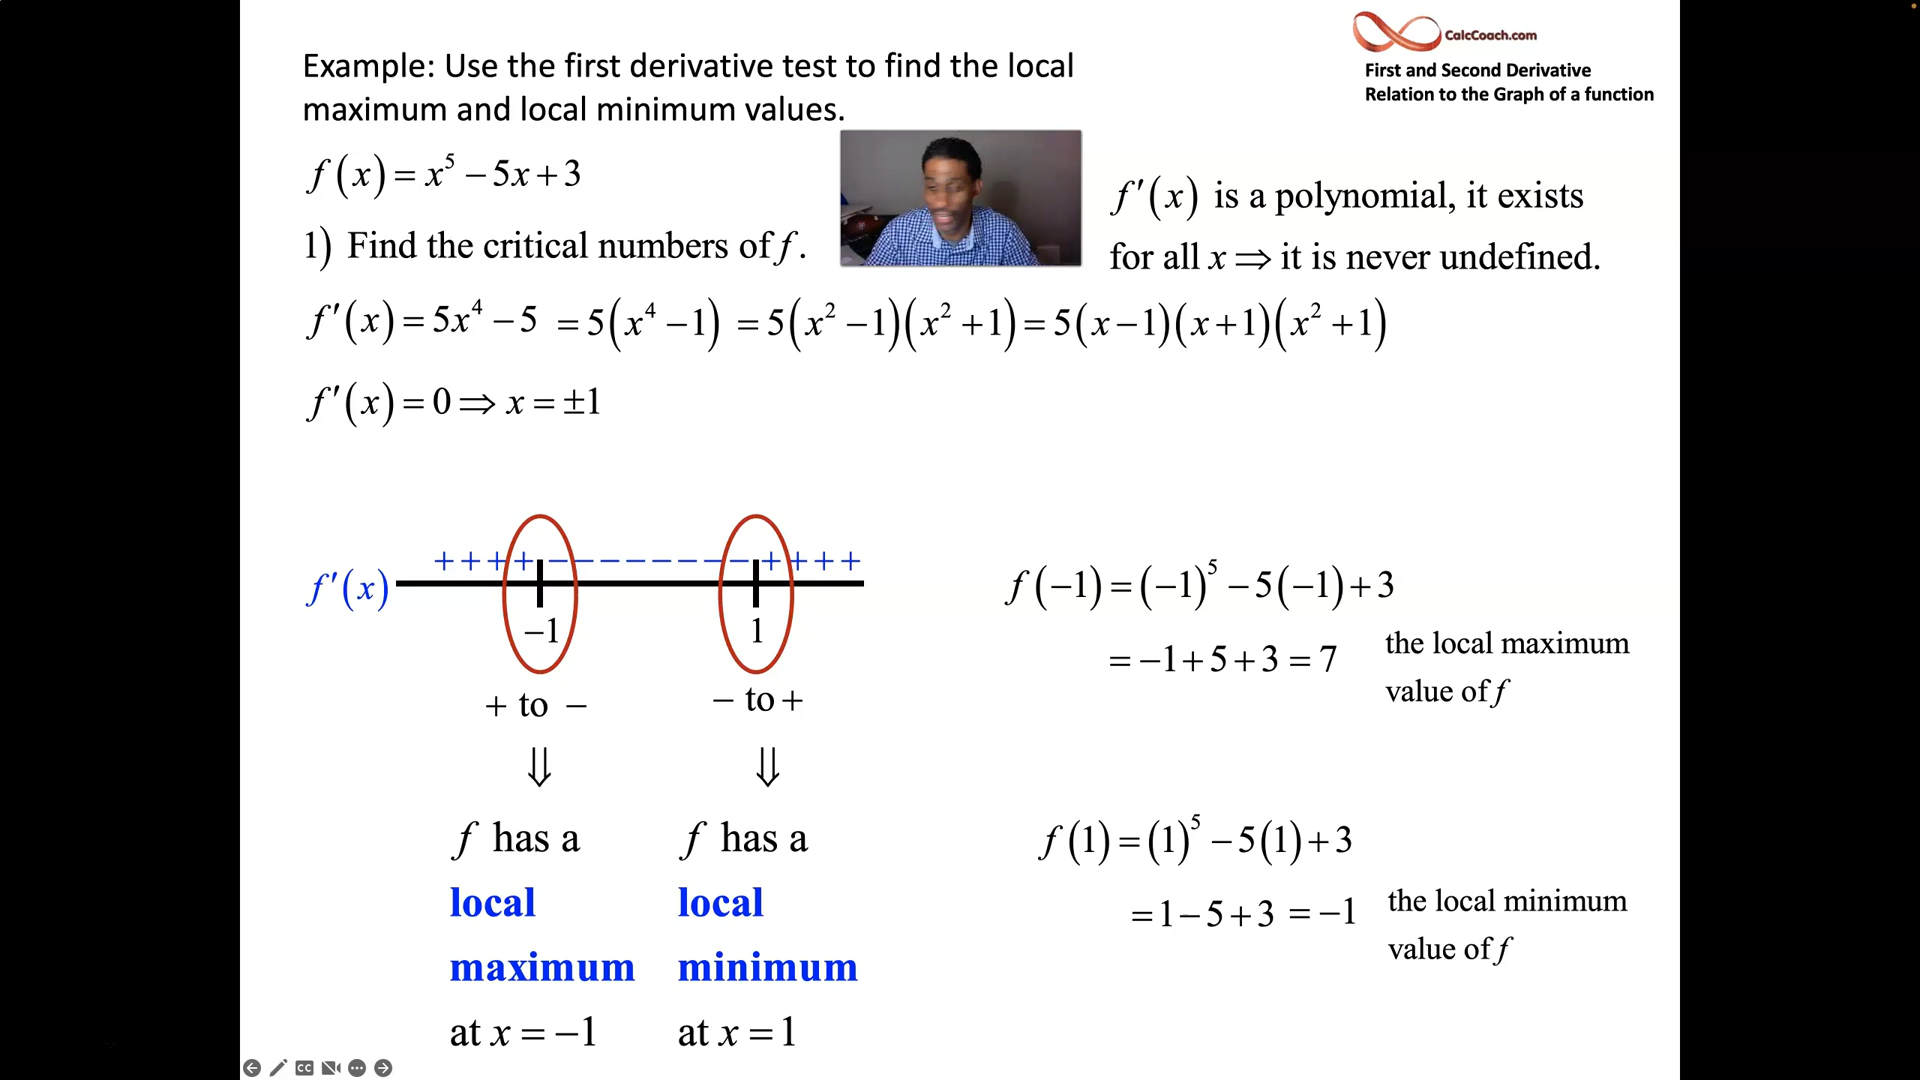 CalcCoach.com
First and Second Derivative
Relation to the Graph of a function
Example: Use the first derivative test to find the local
maximum and local minimum values.
f(x) = x⁵ − 5x + 3
1) Find the critical numbers of f.
f′(x) is a polynomial, it exists
for all x ⇒ it is never undefined.
f′(x) = 5x⁴ − 5 = 5(x⁴ − 1) = 5(x² − 1)(x² + 1) = 5(x − 1)(x + 1)(x² + 1)
f′(x) = 0 ⇒ x = ±1
+ + + + − − − − − − − − + + + +
f′(x)
−1 1
+ to − − to +
⇓ ⇓
f has a f has a
local local
maximum minimum
at x = −1 at x = 1
f(−1) = (−1)⁵ − 5(−1) + 3
= −1 + 5 + 3 = 7
the local maximum
value of f
f(1) = (1)⁵ − 5(1) + 3
= 1 − 5 + 3 = −1
the local minimum
value of f
CC